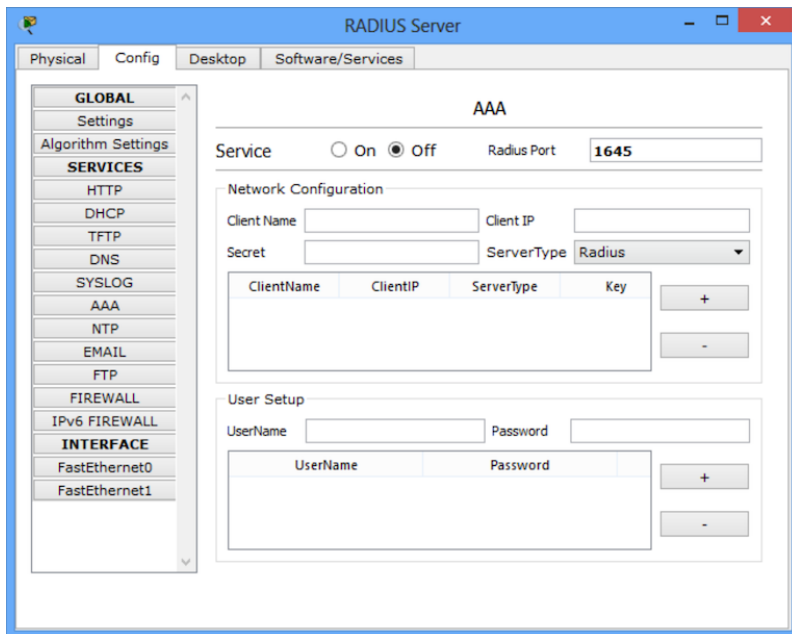 RADIUS Server
Physical Config Desktop Software/Services
GLOBAL
Settings
Algorithm Settings
SERVICES
HTTP
DHCP
TFTP
DNS
SYSLOG
AAA
NTP
EMAIL
FTP
FIREWALL
IPv6 FIREWALL
INTERFACE
FastEthernet0
FastEthernet1
AAA
Service On Off Radius Port 1645
Network Configuration
Client Name Client IP
Secret ServerType Radius
ClientName ClientIP ServerType Key
+
-
User Setup
UserName Password
UserName Password
+
-